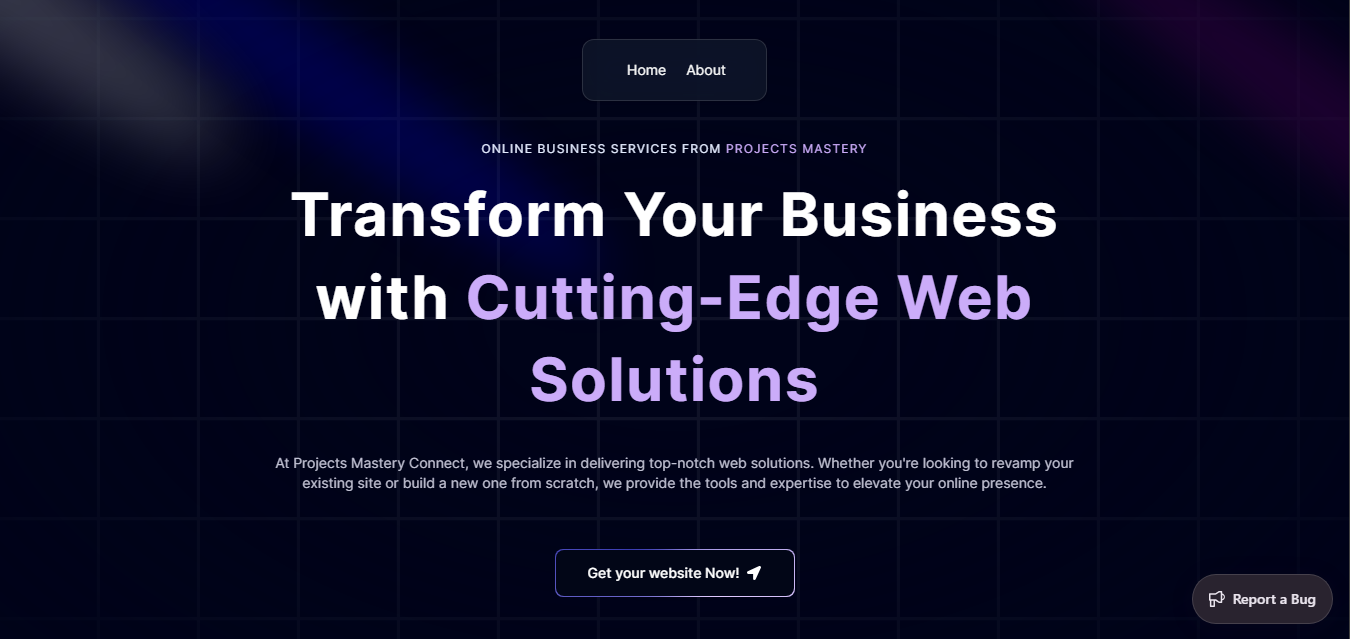 Home About
ONLINE BUSINESS SERVICES FROM PROJECTS MASTERY
Transform Your Business
with Cutting-Edge Web
Solutions
At Projects Mastery Connect, we specialize in delivering top-notch web solutions. Whether you're looking to revamp your
existing site or build a new one from scratch, we provide the tools and expertise to elevate your online presence.
Get your website Now!
Report a Bug